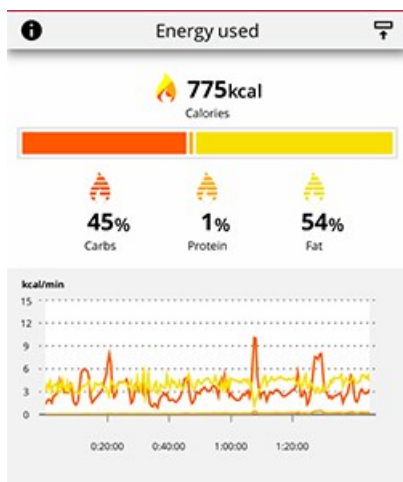 Energy used
775kcal
Calories
45% 1% 54%
Carbs Protein Fat
kcal/min
15
12
9
6
3
0
0:20:00 0:40:00 1:00:00 1:20:00